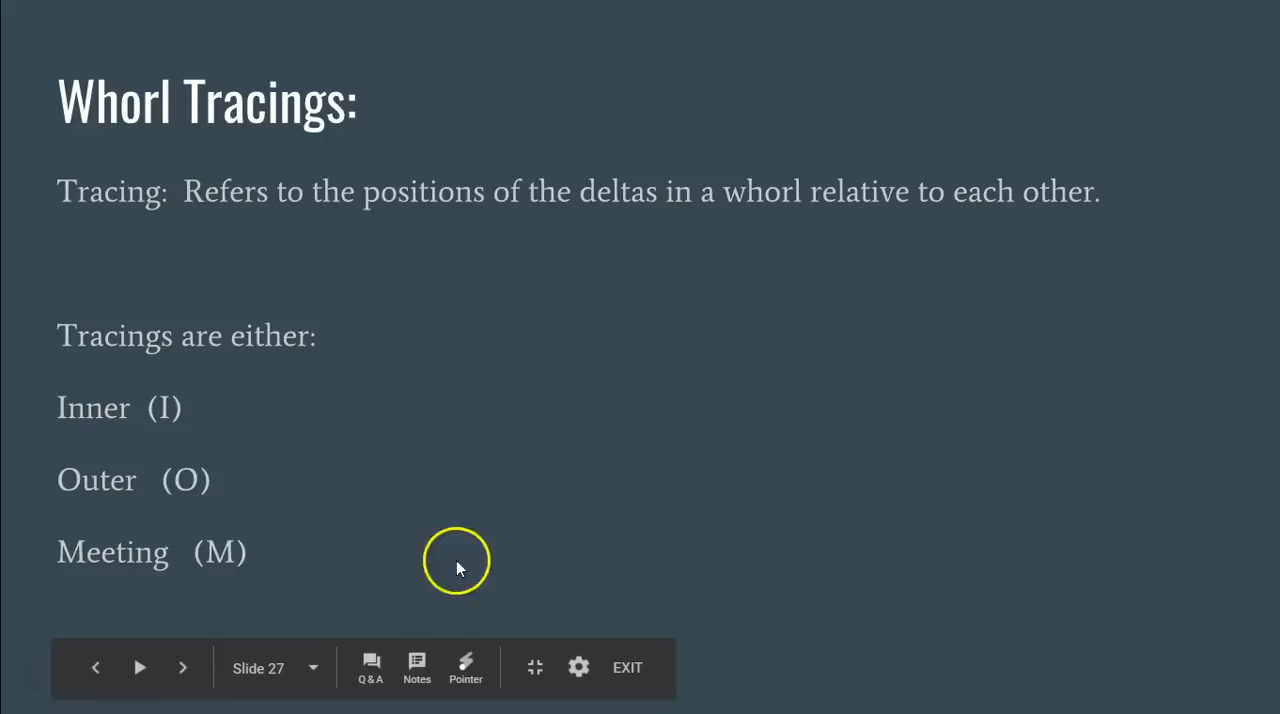 Whorl Tracings:
Tracing: Refers to the positions of the deltas in a whorl relative to each other.
Tracings are either:
Inner (I)
Outer (O)
Meeting (M)
Slide 27
Q & A
Notes
Pointer
EXIT